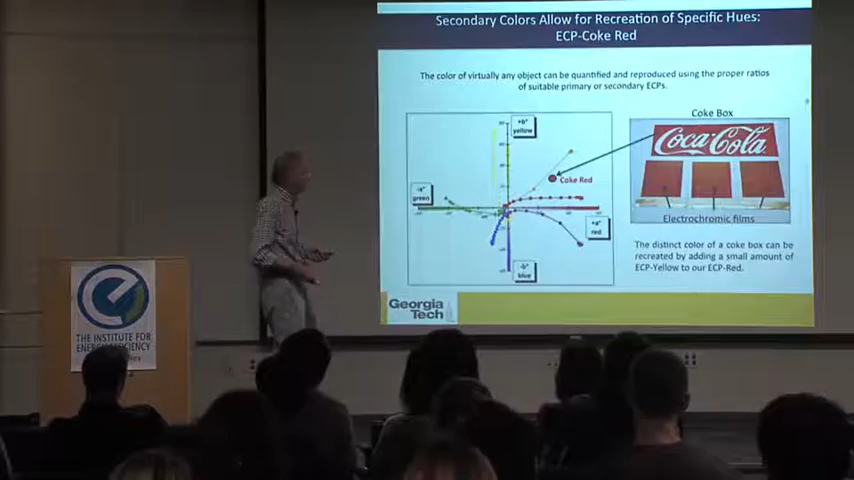 Secondary Colors Allow for Recreation of Specific Hues:
ECP-Coke Red
The color of virtually any object can be quantified and reproduced using the proper ratios
of suitable primary or secondary ECPs.
+b*
yellow
-a*
green
Coke Red
+a*
red
-b*
blue
Coke Box
Coca-Cola
Electrochromic films
The distinct color of a coke box can be
recreated by adding a small amount of
ECP-Yellow to our ECP-Red.
Georgia
Tech
THE INSTITUTE FOR
ENERGY EFFICIENCY